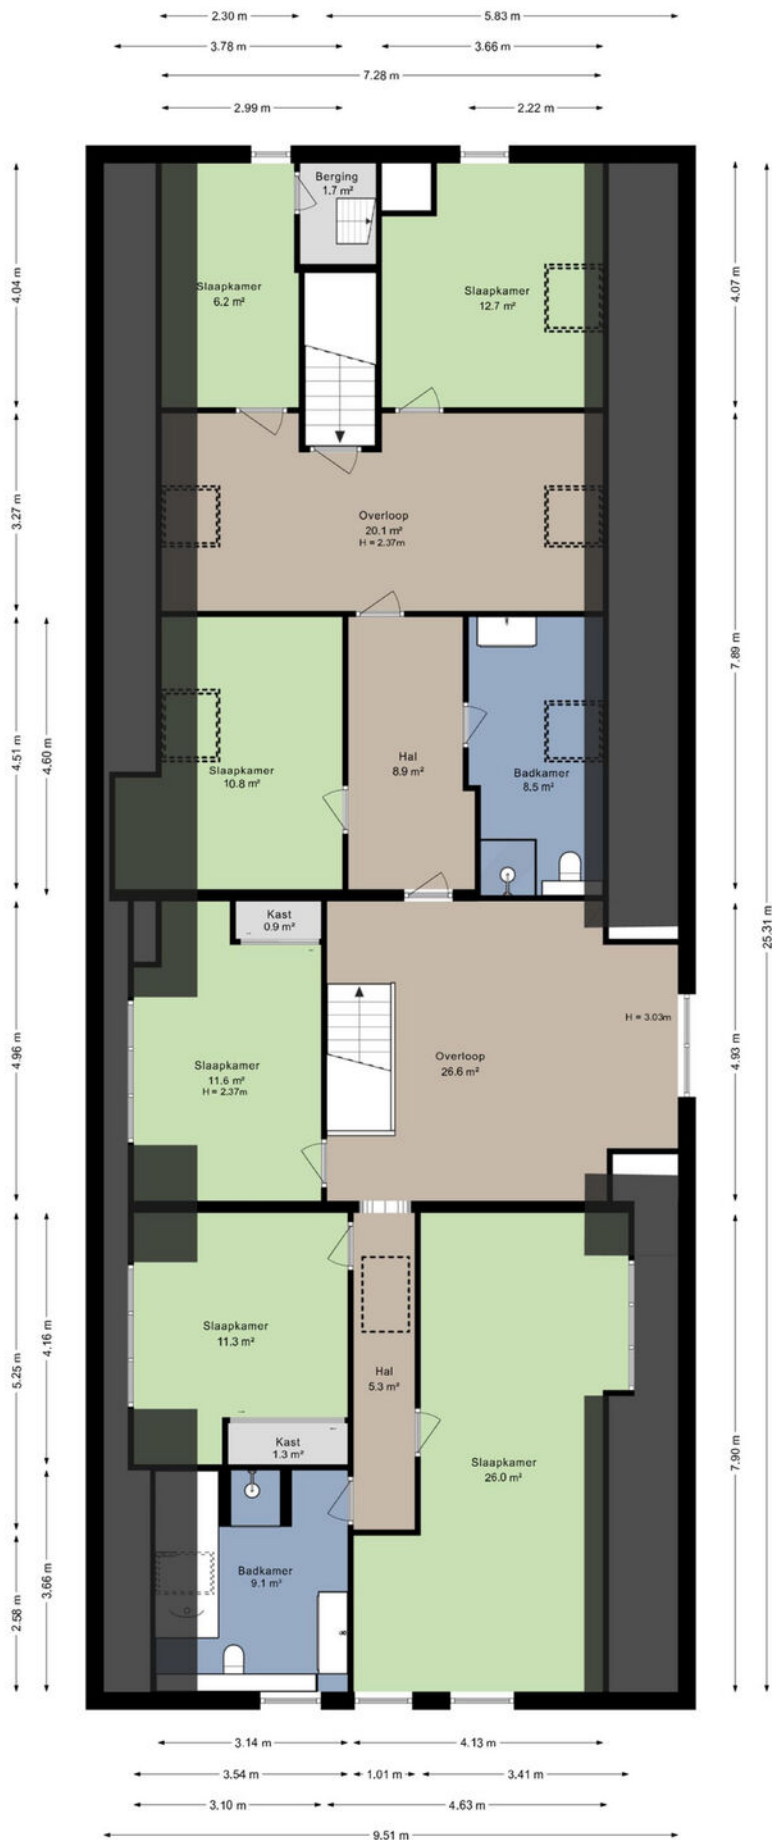 2.30 m
5.83 m
3.78 m
3.66 m
7.28 m
2.99 m
2.22 m
Berging
1.7 m²
4.04 m
4.07 m
Slaapkamer
6.2 m²
Slaapkamer
12.7 m²
3.27 m
Overloop
20.1 m²
H = 2.37m
7.89 m
4.51 m
4.60 m
Slaapkamer
10.8 m²
Hal
8.9 m²
Badkamer
8.5 m²
25.31 m
Kast
0.9 m²
4.96 m
Slaapkamer
11.6 m²
H = 2.37m
Overloop
26.6 m²
H = 3.03m
4.93 m
5.25 m
4.16 m
Slaapkamer
11.3 m²
Hal
5.3 m²
Kast
1.3 m²
Slaapkamer
26.0 m²
7.90 m
2.58 m
3.66 m
Badkamer
9.1 m²
3.14 m
4.13 m
3.54 m
1.01 m
3.41 m
3.10 m
4.63 m
9.51 m